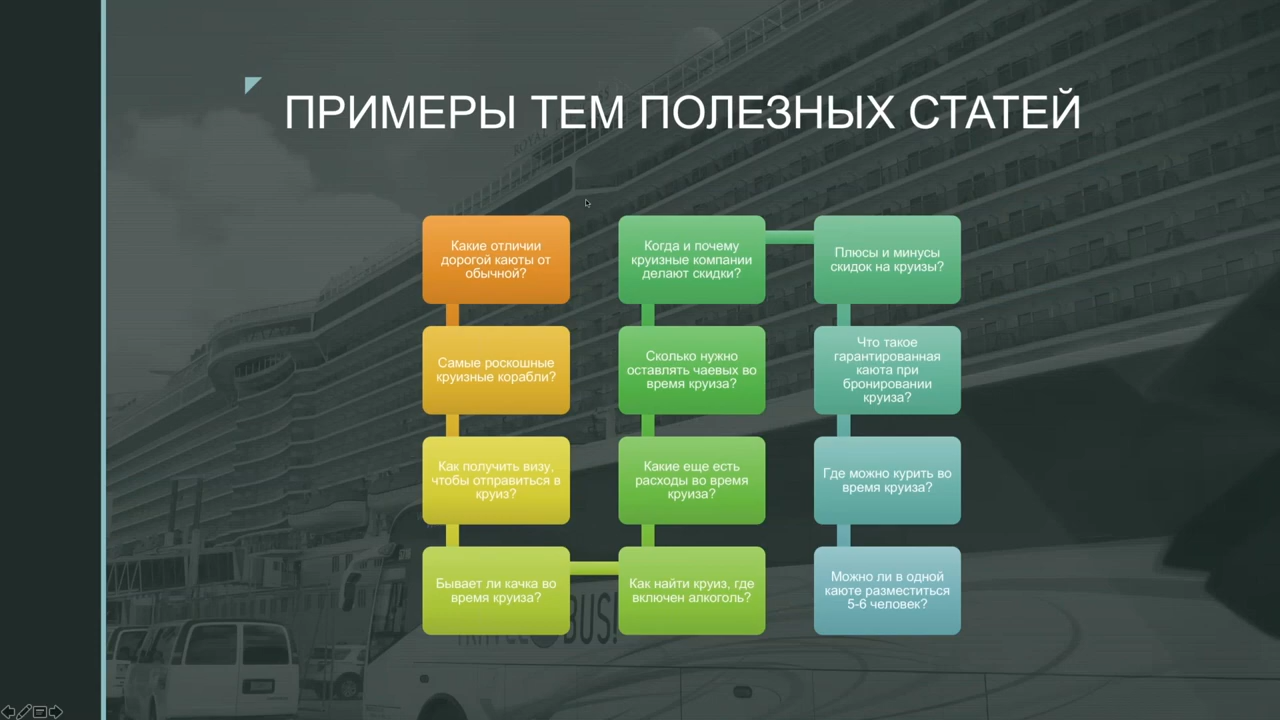 ПРИМЕРЫ ТЕМ ПОЛЕЗНЫХ СТАТЕЙ
Какие отличии
дорогой каюты от
обычной?
Самые роскошные
круизные корабли?
Как получить визу,
чтобы отправиться в
круиз?
Бывает ли качка во
время круиза?
Как найти круиз, где
включен алкоголь?
Какие еще есть
расходы во время
круиза?
Сколько нужно
оставлять чаевых во
время круиза?
Когда и почему
круизные компании
делают скидки?
Плюсы и минусы
скидок на круизы?
Что такое
гарантированная
каюта при
бронировании
круиза?
Где можно курить во
время круиза?
Можно ли в одной
каюте разместиться
5-6 человек?
BUS!